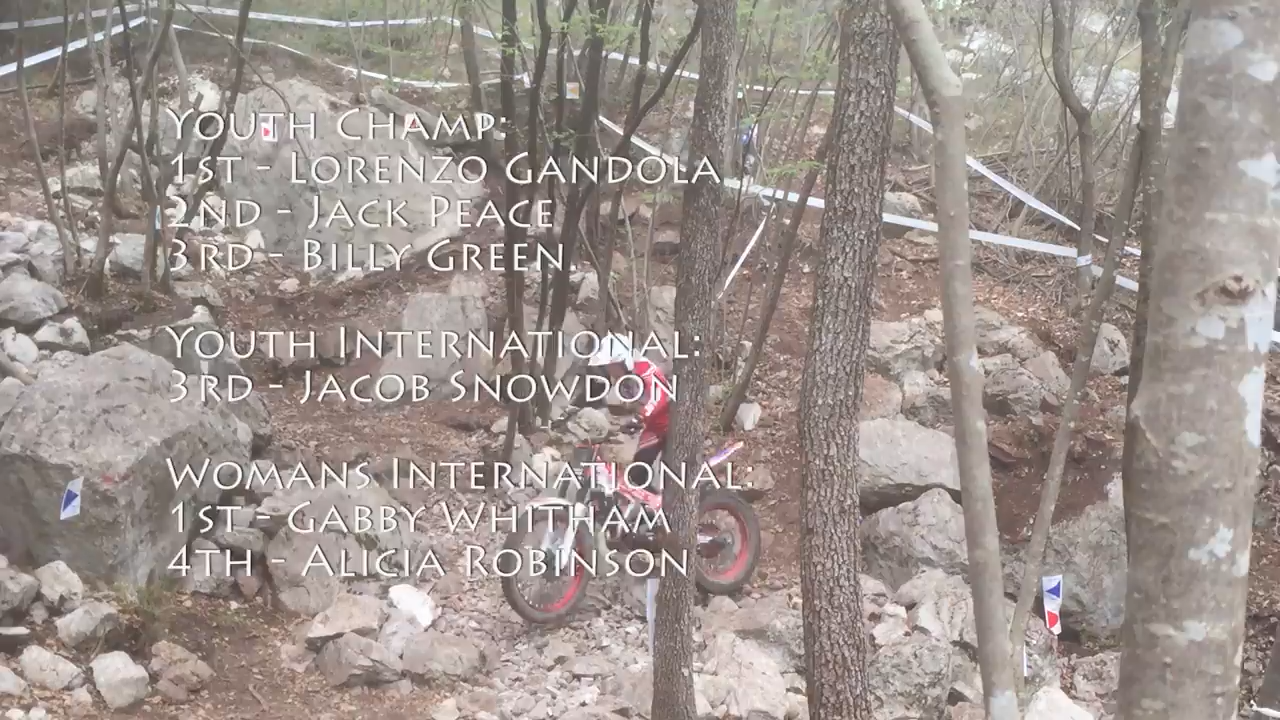 Youth Champ:
1st - Lorenzo Gandola
2nd - Jack Peace
3rd - Billy Green

Youth International:
3rd - Jacob Snowdon

Womans International:
1st - Gabby Whitham
4th - Alicia Robinson